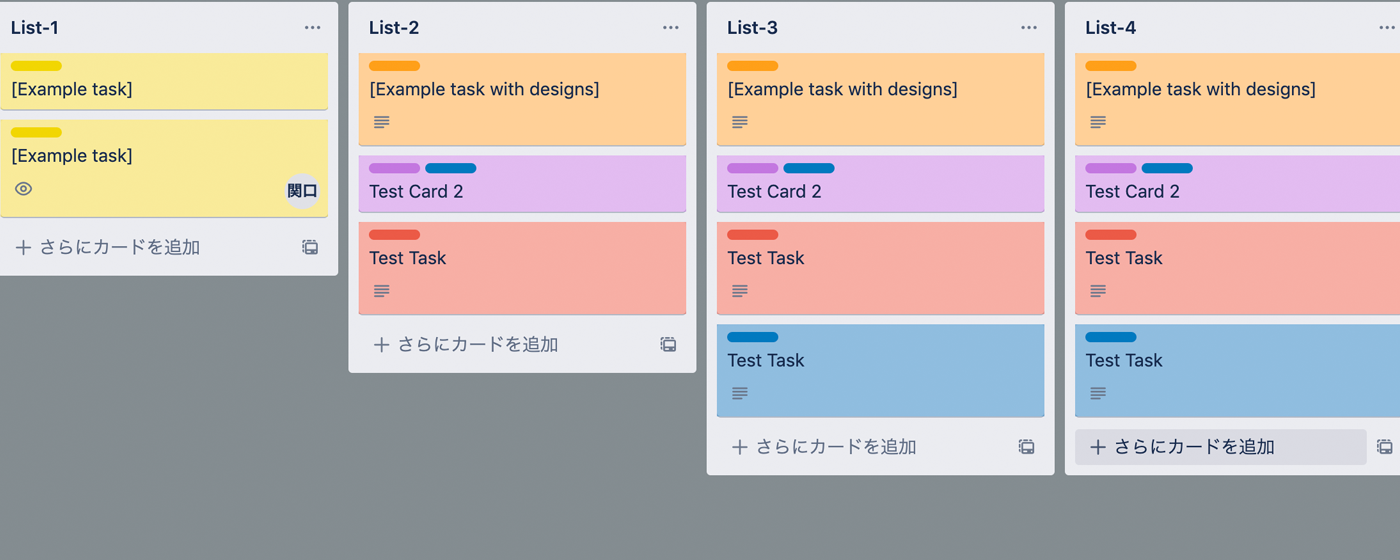 List-1
[Example task]
[Example task]
関口
さらにカードを追加
List-2
[Example task with designs]
Test Card 2
Test Task
さらにカードを追加
List-3
[Example task with designs]
Test Card 2
Test Task
Test Task
さらにカードを追加
List-4
[Example task with designs]
Test Card 2
Test Task
Test Task
さらにカードを追加